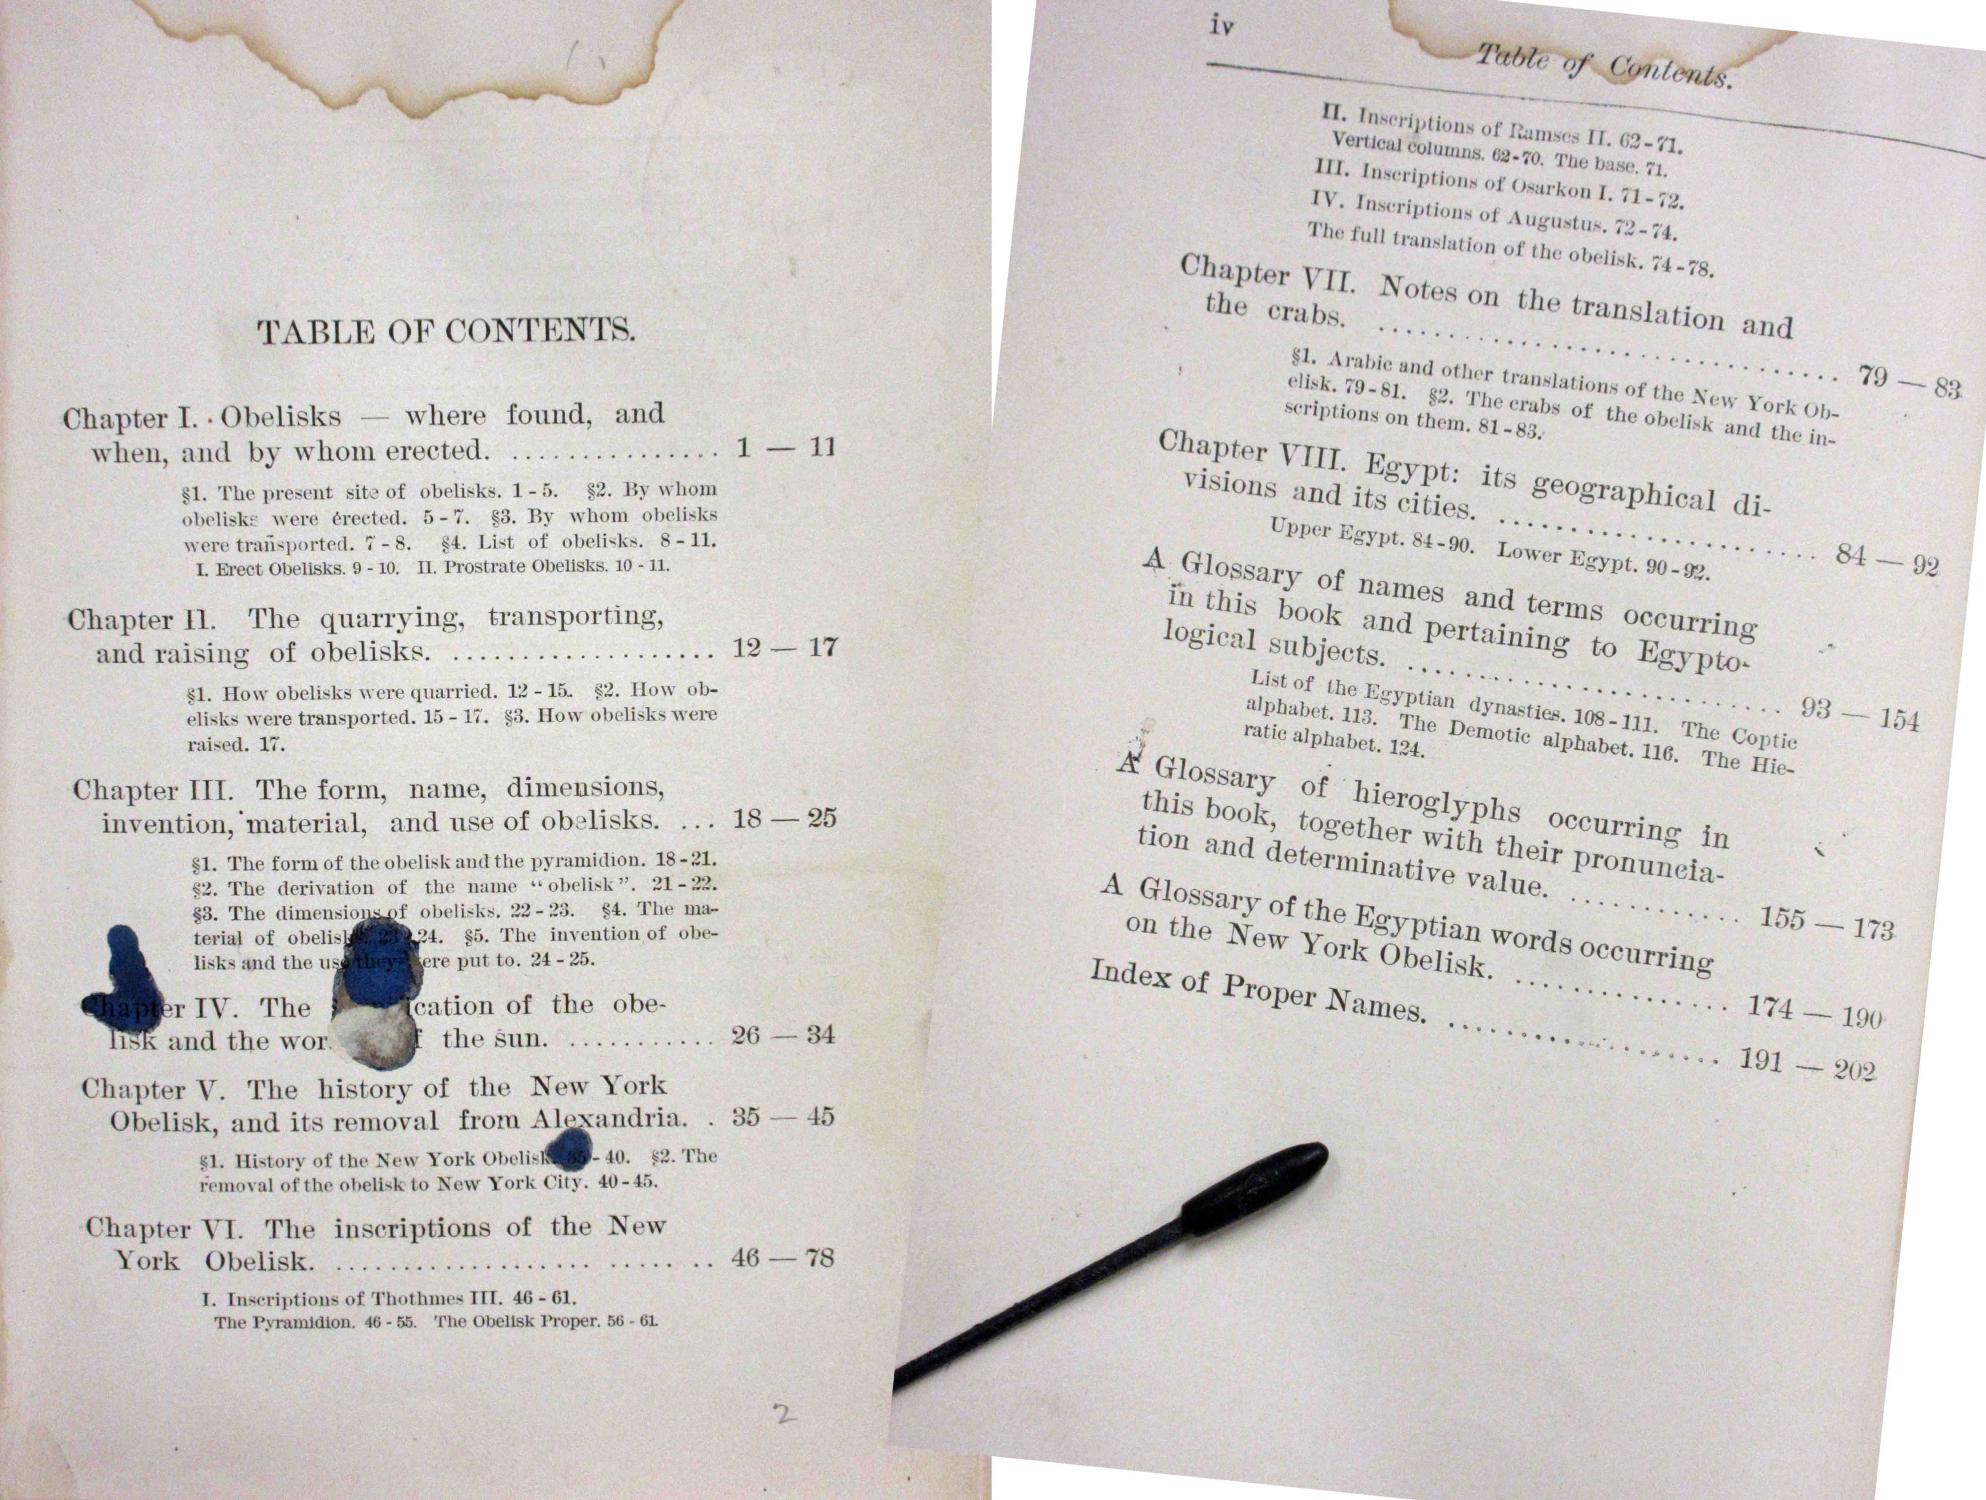 TABLE OF CONTENTS.
Chapter I. Obelisks — where found, and
when, and by whom erected. ............... 1 — 11
§1. The present site of obelisks. 1 - 5. §2. By whom
obelisks were erected. 5 - 7. §3. By whom obelisks
were transported. 7 - 8. §4. List of obelisks. 8 - 11.
I. Erect Obelisks. 9 - 10. II. Prostrate Obelisks. 10 - 11.
Chapter II. The quarrying, transporting,
and raising of obelisks. ................... 12 — 17
§1. How obelisks were quarried. 12 - 15. §2. How ob-
elisks were transported. 15 - 17. §3. How obelisks were
raised. 17.
Chapter III. The form, name, dimensions,
invention, material, and use of obelisks. ... 18 — 25
§1. The form of the obelisk and the pyramidion. 18 - 21.
§2. The derivation of the name “obelisk”. 21 - 22.
§3. The dimensions of obelisks. 22 - 23. §4. The ma-
terial of 23 24. §5. The invention of obe-
lisks and the use they put to. 24 - 25.
Chapter IV. The of the obe-
lisk and the the sun. ........... 26 — 34
Chapter V. The history of the New York
Obelisk, and its removal from Alexandria. . 35 — 45
§1. History of the New York Obelisk. 35 - 40. §2. The
removal of the obelisk to New York City. 40 - 45.
Chapter VI. The inscriptions of the New
York Obelisk. ........................... 46 — 78
I. Inscriptions of Thothmes III. 46 - 61.
The Pyramidion. 46 - 55. The Obelisk Proper. 56 - 61
2
iv
Table of Contents.
II. Inscriptions of Ramses II. 62 - 71.
Vertical columns. 62 - 70. The base. 71.
III. Inscriptions of Osarkon I. 71 - 72.
IV. Inscriptions of Augustus. 72 - 74.
The full translation of the obelisk. 74 - 78.
Chapter VII. Notes on the translation and
the crabs. ................................. 79 — 83
§1. Arabic and other translations of the New York Ob-
elisk. 79 - 81. §2. The crabs of the obelisk and the in-
scriptions on them. 81 - 83.
Chapter VIII. Egypt: its geographical di-
visions and its cities. ....................... 84 — 92
Upper Egypt. 84 - 90. Lower Egypt. 90 - 92.
A Glossary of names and terms occurring
in this book and pertaining to Egypto-
logical subjects. ........................... 93 — 154
List of the Egyptian dynasties. 108 - 111. The Coptic
alphabet. 113. The Demotic alphabet. 116. The Hie-
ratic alphabet. 124.
A Glossary of hieroglyphs occurring in
this book, together with their pronuncia-
tion and determinative value. ............ 155 — 173
A Glossary of the Egyptian words occurring
on the New York Obelisk. ............... 174 — 190
Index of Proper Names. .................... 191 — 202